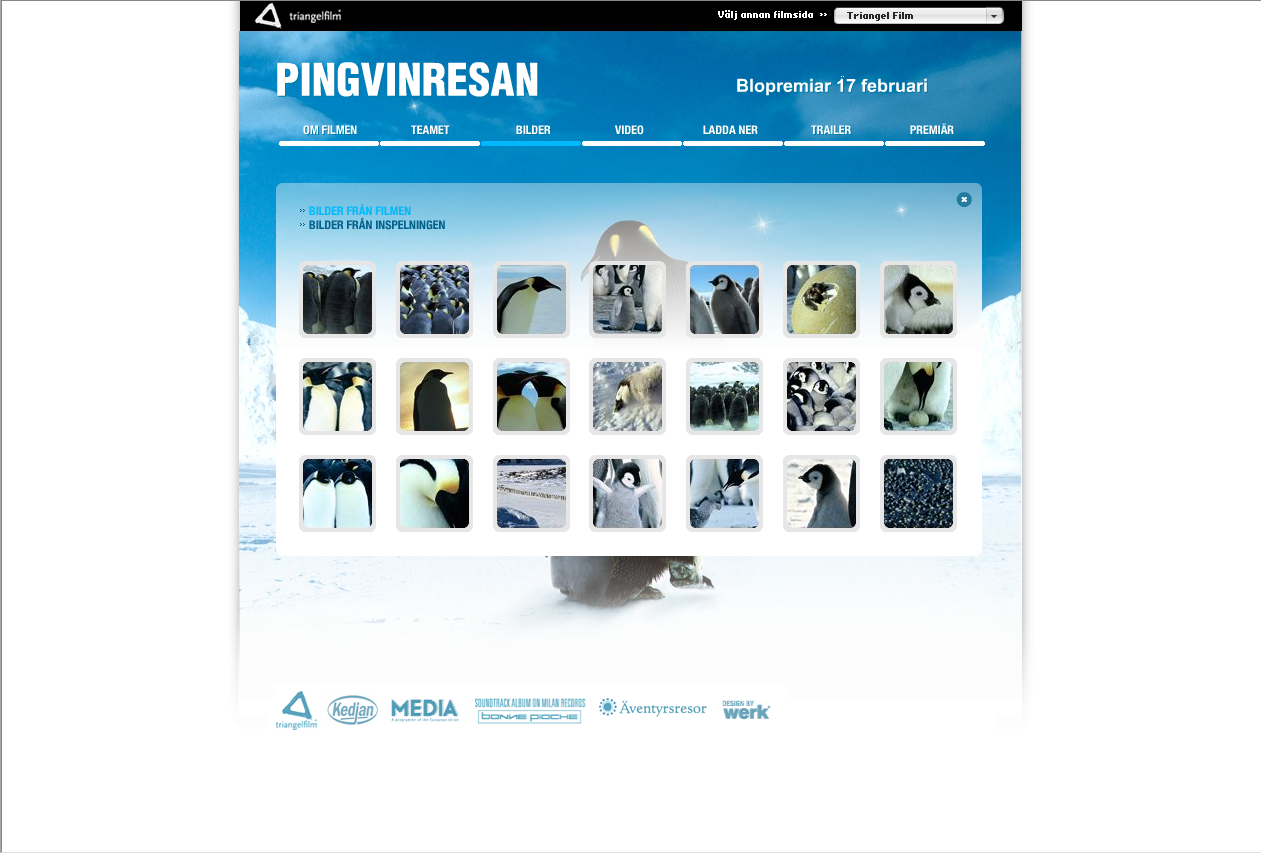 triangelfilm
Välj annan filmsida ››
Triangel Film
PINGVINRESAN
Biopremiär 17 februari
OM FILMEN
TEAMET
BILDER
VIDEO
LADDA NER
TRAILER
PREMIÄR
›› BILDER FRÅN FILMEN
›› BILDER FRÅN INSPELNINGEN
triangelfilm
Kedjan
MEDIA
A programme of the European Union
SOUNDTRACK ALBUM ON MILAN RECORDS
BONNE PIOCHE
Äventyrsresor
DESIGN BY
werk